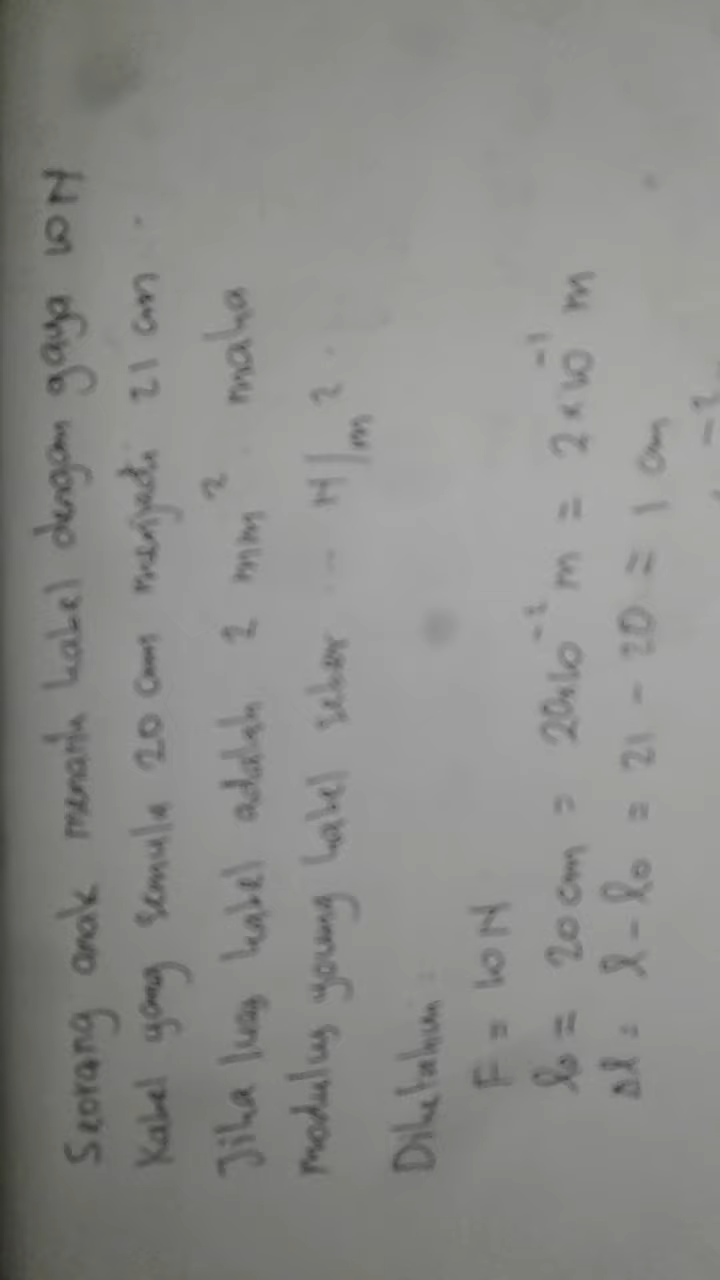 Seorang anak menarik kabel dengan gaya 10 N
Kabel yang semula 20 cm menjadi 21 cm.
Jika luas kabel adalah 2 mm² maka
modulus young kabel sebesar ... N/m².
Diketahui :
F = 10 N
l₀ = 20 cm = 20x10⁻² m = 2 x 10⁻¹ m
Δl = l - l₀ = 21 - 20 = 1 cm